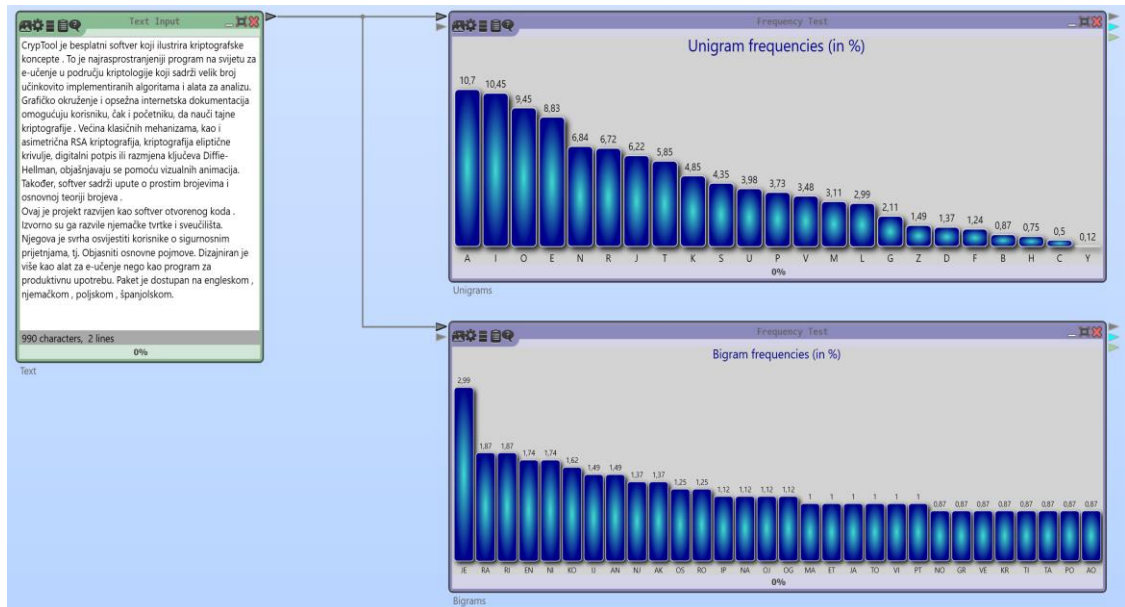 Text Input
CrypTool je besplatni softver koji ilustrira kriptografske
koncepte . To je najrasprostranjeniji program na svijetu za
e-učenje u području kriptologije koji sadrži velik broj
učinkovito implementiranih algoritama i alata za analizu.
Grafičko okruženje i opsežna internetska dokumentacija
omogućuju korisniku, čak i početniku, da nauči tajne
kriptografije . Većina klasičnih mehanizama, kao i
asimetrična RSA kriptografija, kriptografija eliptične
krivulje, digitalni potpis ili razmjena ključeva Diffie-
Hellman, objašnjavaju se pomoću vizualnih animacija.
Također, softver sadrži upute o prostim brojevima i
osnovnoj teoriji brojeva .
Ovaj je projekt razvijen kao softver otvorenog koda .
Izvorno su ga razvile njemačke tvrtke i sveučilišta.
Njegova je svrha osvijestiti korisnike o sigurnosnim
prijetnjama, tj. Objasniti osnovne pojmove. Dizajniran je
više kao alat za e-učenje nego kao program za
produktivnu upotrebu. Paket je dostupan na engleskom ,
njemačkom , poljskom , španjolskom.
990 characters, 2 lines
0%
Text
Frequency Test
Unigram frequencies (in %)
10,7 10,45 9,45 8,83 6,84 6,72 6,22 5,85 4,85 4,35 3,98 3,73 3,48 3,11 2,99 2,11 1,49 1,37 1,24 0,87 0,75 0,5 0,12
A I O E N R J T K S U P V M L G Z D F B H C Y
0%
Unigrams
Frequency Test
Bigram frequencies (in %)
2,99 1,87 1,87 1,74 1,74 1,62 1,49 1,49 1,37 1,37 1,25 1,25 1,12 1,12 1,12 1,12 1 1 1 1 1 1 0,87 0,87 0,87 0,87 0,87 0,87 0,87 0,87
JE RA RI EN NI KO IJ AN NJ AK OS RO IP NA OJ OG MA ET JA TO VI PT NO GR VE KR TI TA PO AO
0%
Bigrams